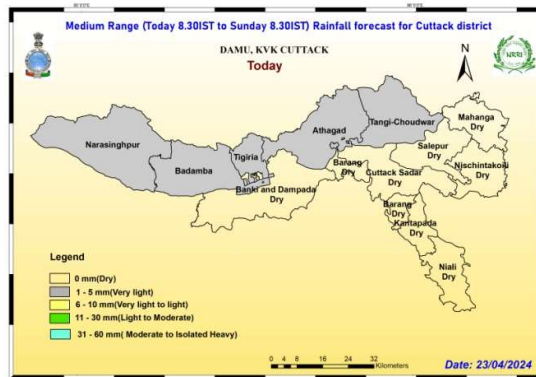 Medium Range (Today 8.30IST to Sunday 8.30IST) Rainfall forecast for Cuttack district
DAMU, KVK CUTTACK
Today
N
NRRI
Narasinghpur
Badamba
Tigiria
Athagad
Tangi-Choudwar
Mahanga
Dry
Salepur
Dry
Nischintakoili
Dry
Barang
Dry
Cuttack Sadar
Dry
Banki and Dampada
Dry
Barang
Dry
Kantapada
Dry
Niali
Dry
Legend
0 mm(Dry)
1 - 5 mm(Very light)
6 - 10 mm(Very light to light)
11 - 30 mm(Light to Moderate)
31 - 60 mm( Moderate to Isolated Heavy)
0 4 8 16 24 32
Kilometers
Date: 23/04/2024